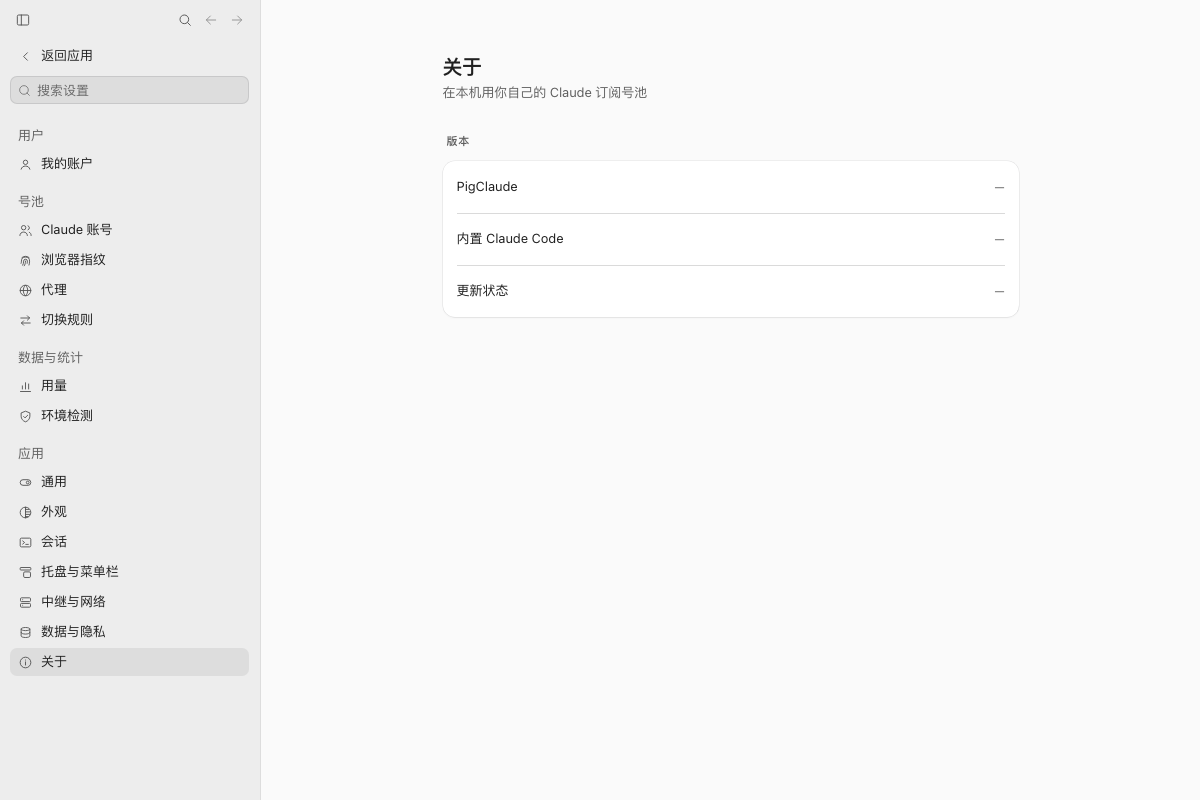 返回应用
搜索设置
用户
我的账户
号池
Claude 账号
浏览器指纹
代理
切换规则
数据与统计
用量
环境检测
应用
通用
外观
会话
托盘与菜单栏
中继与网络
数据与隐私
关于
关于
在本机用你自己的 Claude 订阅号池
版本
PigClaude —
内置 Claude Code —
更新状态 —